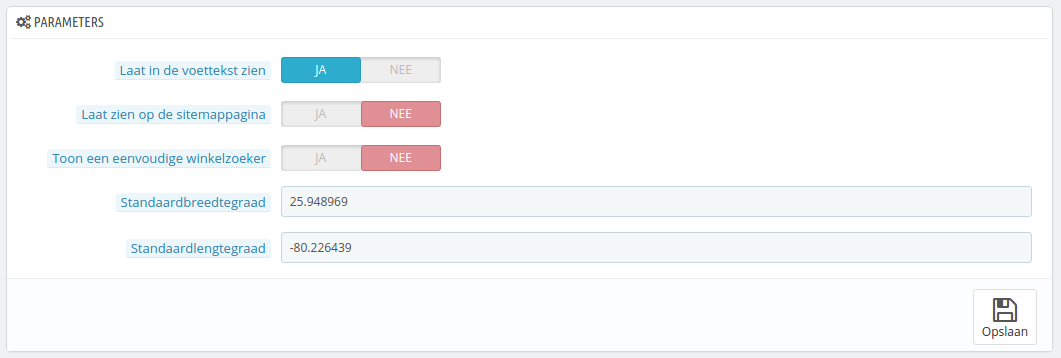 PARAMETERS
Laat in de voettekst zien JA NEE
Laat zien op de sitemappagina JA NEE
Toon een eenvoudige winkelzoeker JA NEE
Standaardbreedtegraad 25.948969
Standaardlengtegraad -80.226439
Opslaan